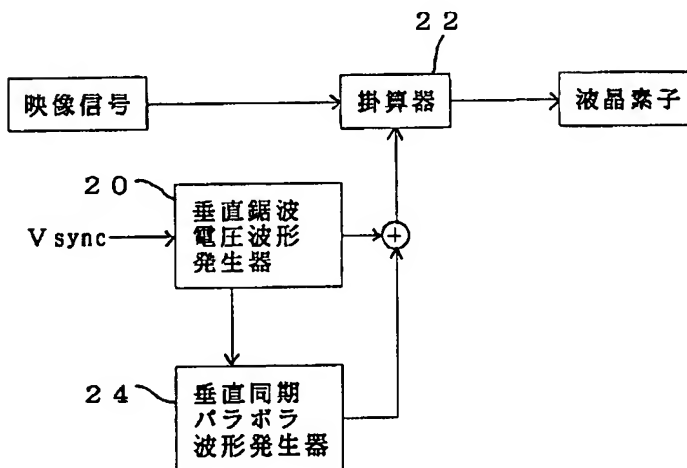 ２２
映像信号
掛算器
液晶素子
２０
Ｖsync
垂直鋸波
電圧波形
発生器
+
２４
垂直同期
パラボラ
波形発生器